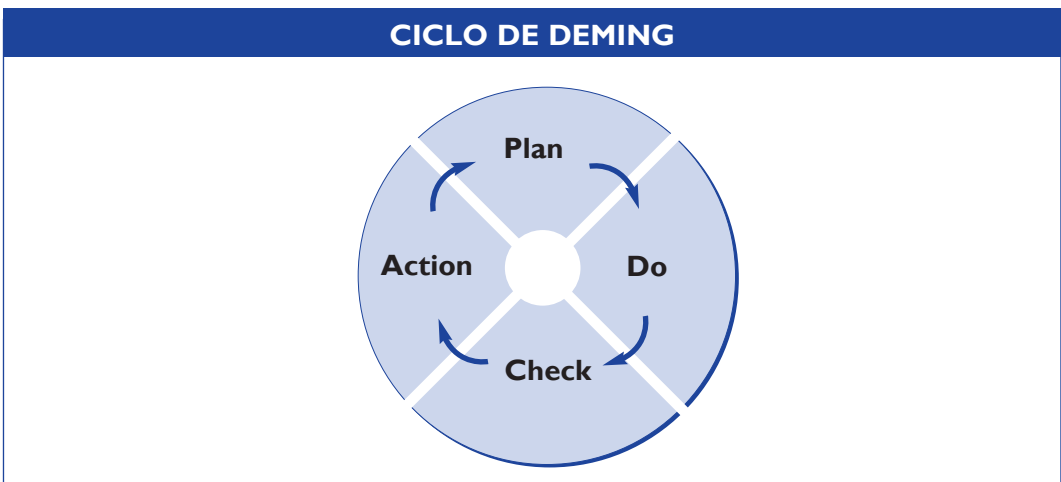 CICLO DE DEMING
Plan
Action
Do
Check